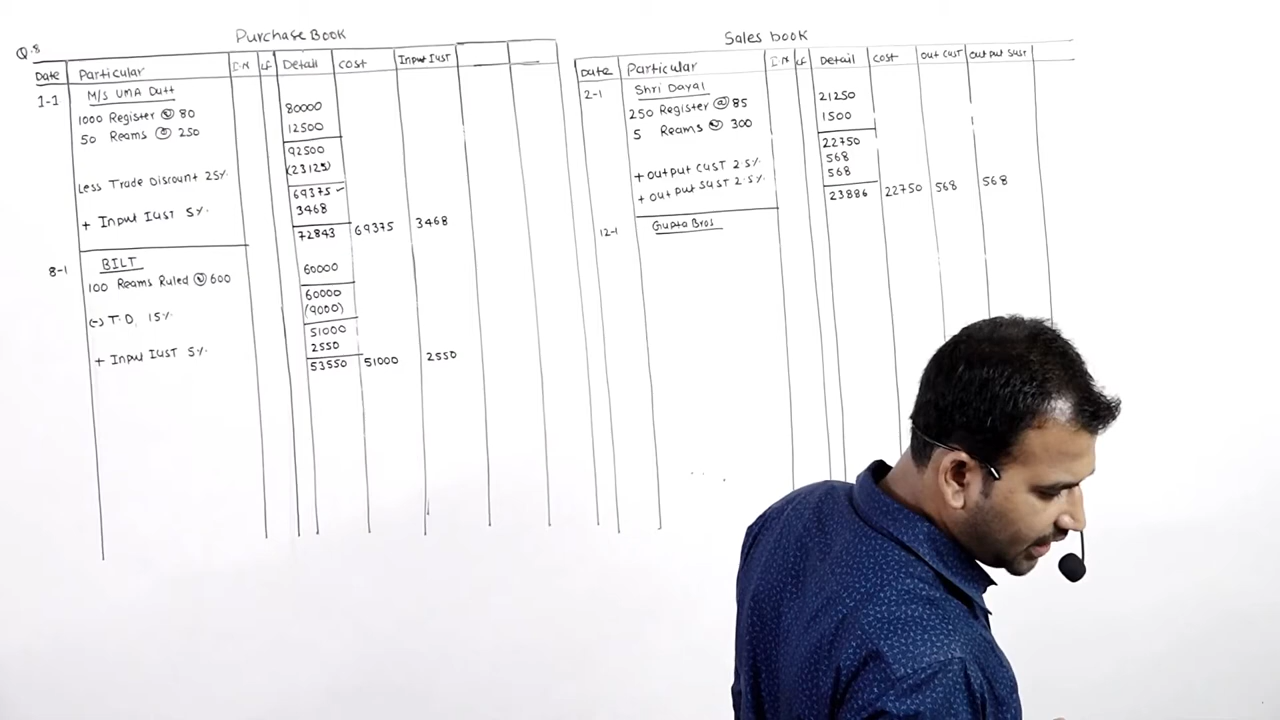 Q.8
Purchase Book
Date Particular I.N LF Detail Cost Input IGST
1-1 M/s UMA Dutt
1000 Register @ 80 80000
50 Reams @ 250 12500
92500
Less Trade Discount 25% (23125)
69375
+ Input IGST 5% 3468
72843 69375 3468
8-1 BILT
100 Reams Ruled @ 600 60000
60000
(-) T.D. 15% (9000)
51000
+ Input IGST 5% 2550
53550 51000 2550
Sales book
Date Particular I.N LF Detail Cost out CGST out put SGST
2-1 Shri Dayal
250 Register @ 85 21250
5 Reams @ 300 1500
22750
+ output CGST 2.5% 568
+ out put SGST 2.5% 568
23886 22750 568 568
12-1 Gupta Bros